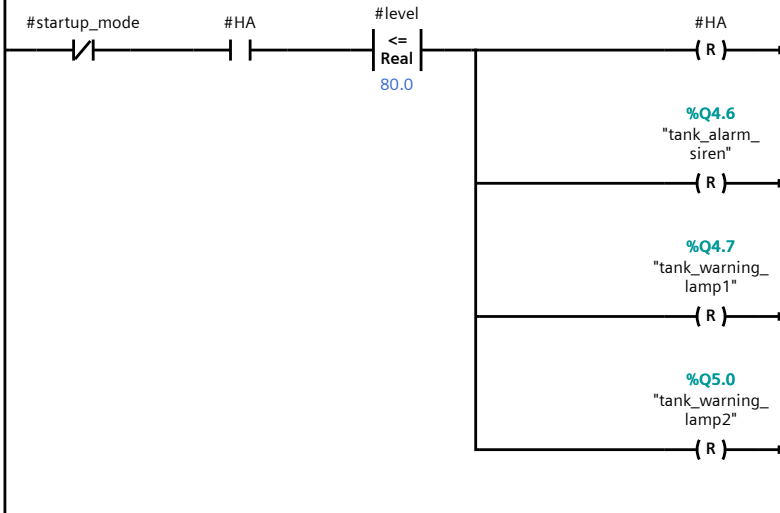 #startup_mode
#HA
#level
<=
Real
80.0
#HA
R
%Q4.6
"tank_alarm_
siren"
R
%Q4.7
"tank_warning_
lamp1"
R
%Q5.0
"tank_warning_
lamp2"
R